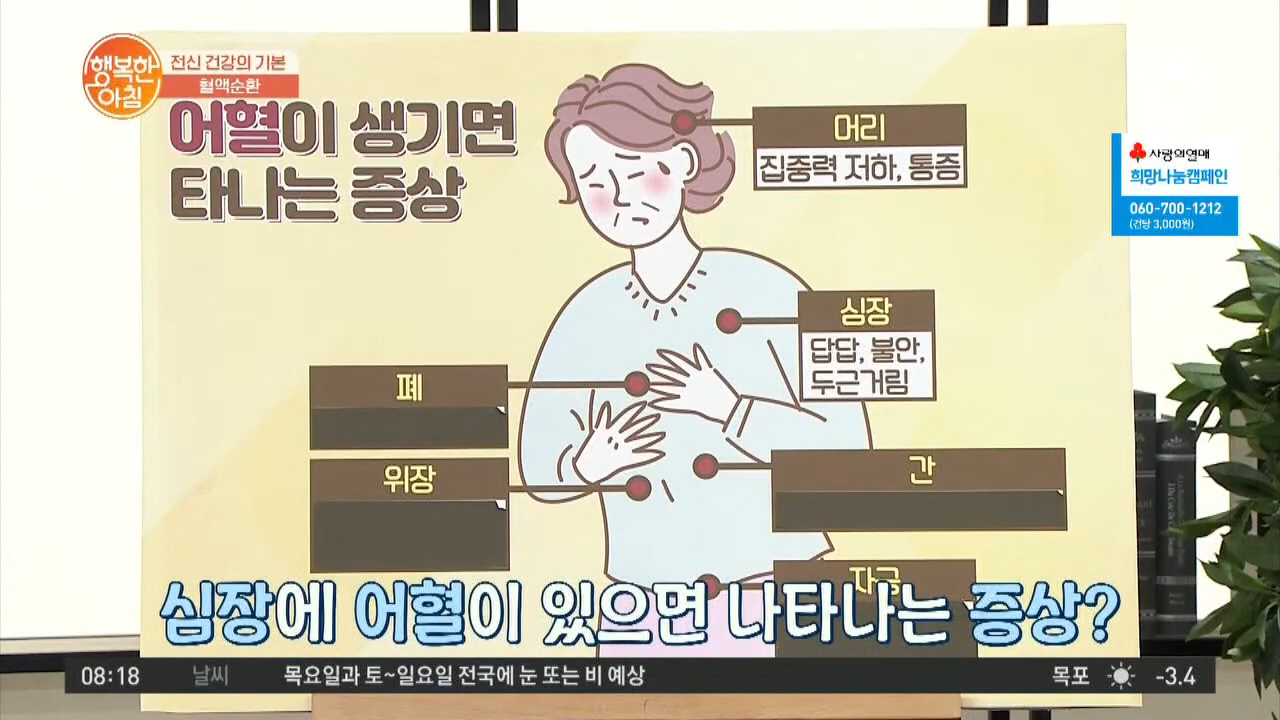 행복한
아침
전신 건강의 기본
혈액순환
어혈이 생기면
타나는 증상
머리
집중력 저하, 통증
심장
답답, 불안,
두근거림
폐
위장
간
자궁
사랑의열매
희망나눔캠페인
060-700-1212
(건당 3,000원)
심장에 어혈이 있으면 나타나는 증상?
08:18 날씨 목요일과 토~일요일 전국에 눈 또는 비 예상 목포 -3.4